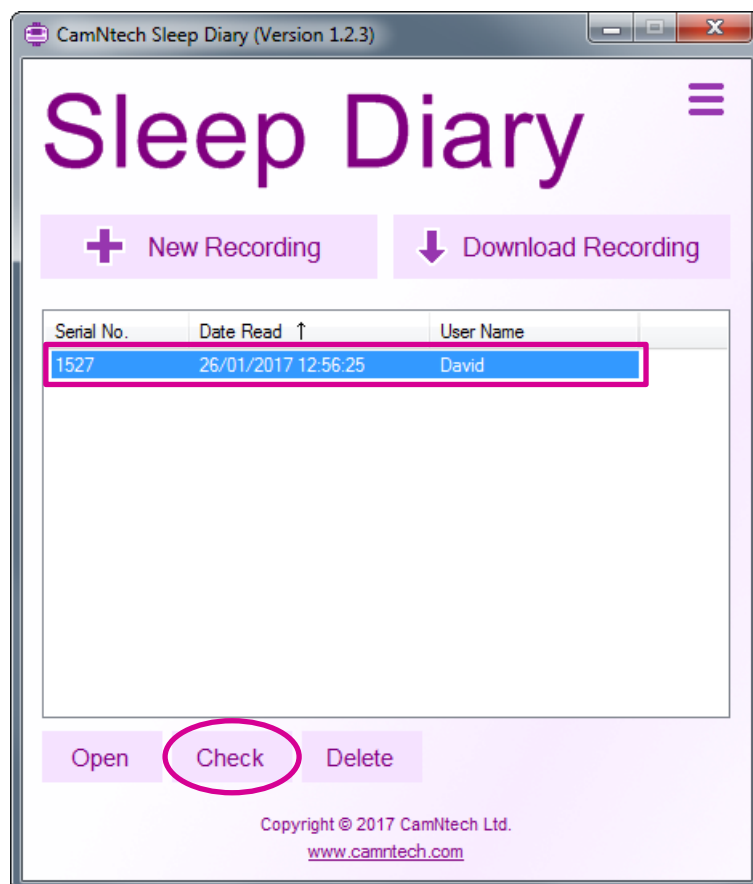 CamNtech Sleep Diary (Version 1.2.3)
Sleep Diary
New Recording Download Recording
Serial No. Date Read ↑ User Name
1527 26/01/2017 12:56:25 David
Open Check Delete
Copyright © 2017 CamNtech Ltd.
www.camntech.com